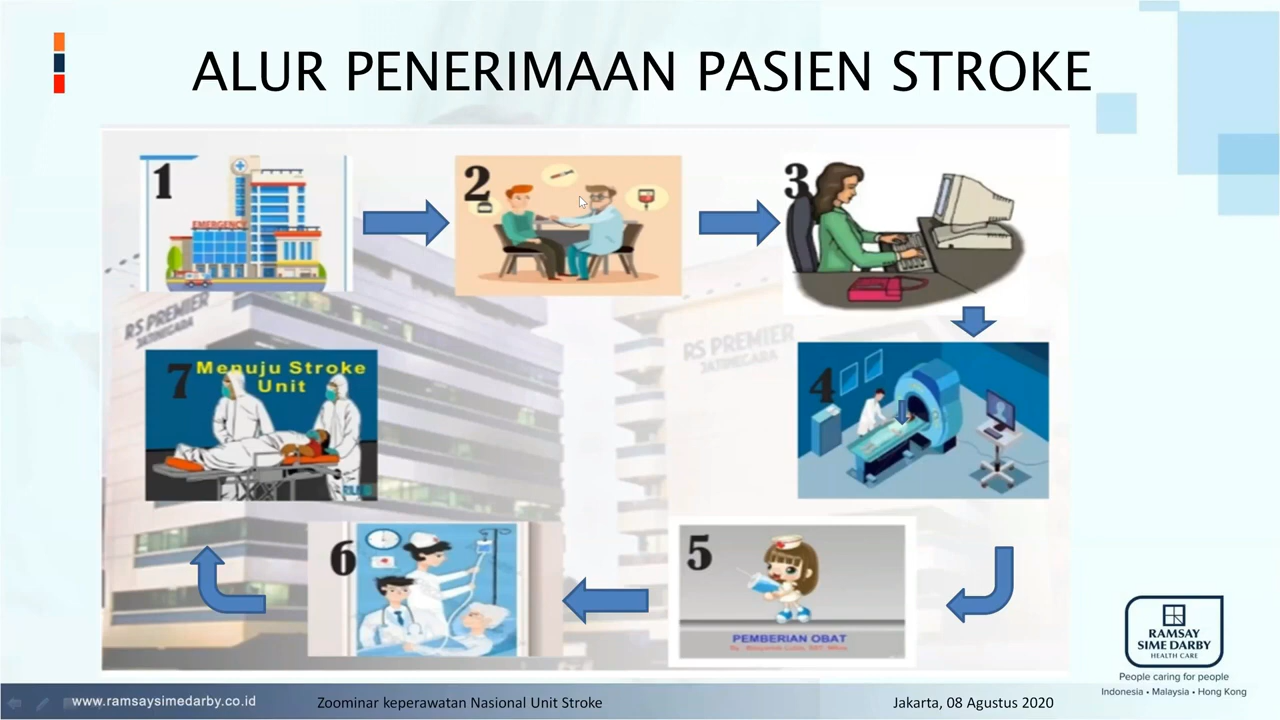 ALUR PENERIMAAN PASIEN STROKE
1
2
3
EMERGENCY
RS PREMIER
JATINEGARA
RS PREMIER
JATINEGARA
7
Menuju Stroke
Unit
4
6
5
PEMBERIAN OBAT
RAMSAY
SIME DARBY
HEALTH CARE
People caring for people
Indonesia • Malaysia • Hong Kong
www.ramsaysimedarby.co.id
Zoominar keperawatan Nasional Unit Stroke
Jakarta, 08 Agustus 2020